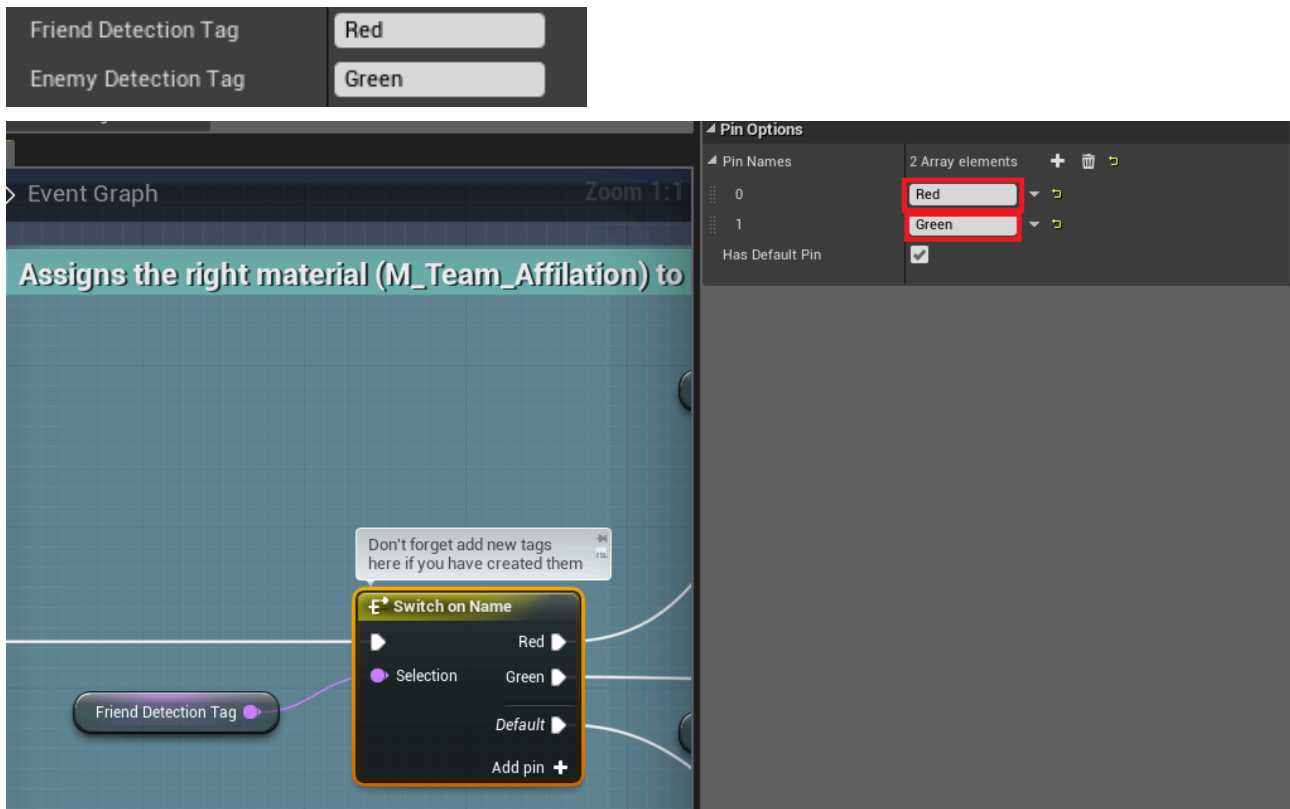 Friend Detection Tag Red
Enemy Detection Tag Green
Pin Options
Pin Names 2 Array elements
0 Red
1 Green
Has Default Pin
Event Graph Zoom 1:1
Assigns the right material (M_Team_Affilation) to
Don't forget add new tags
here if you have created them
Switch on Name
Red
Selection Green
Friend Detection Tag
Default
Add pin